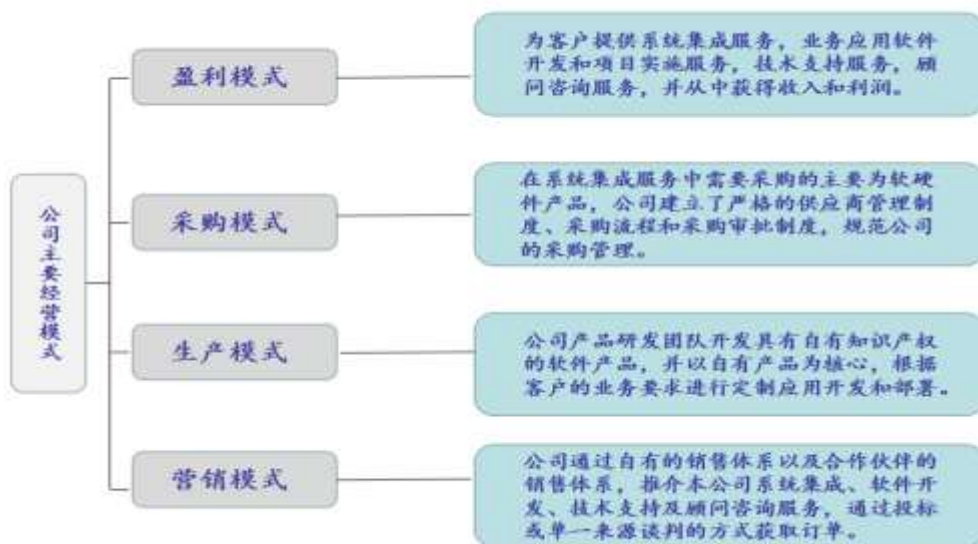 公司主要经营模式
盈利模式
为客户提供系统集成服务，业务应用软件
开发和项目实施服务，技术支持服务，顾
问咨询服务，并从中获得收入和利润。
采购模式
在系统集成服务中需要采购的主要为软硬
件产品，公司建立了严格的供应商管理制
度、采购流程和采购审批制度，规范公司
的采购管理。
生产模式
公司产品研发团队开发具有自有知识产权
的软件产品，并以自有产品为核心，根据
客户的业务要求进行定制应用开发和部署。
营销模式
公司通过自有的销售体系以及合作伙伴的
销售体系，推介本公司系统集成、软件开
发、技术支持及顾问咨询服务，通过投标
或单一来源谈判的方式获取订单。